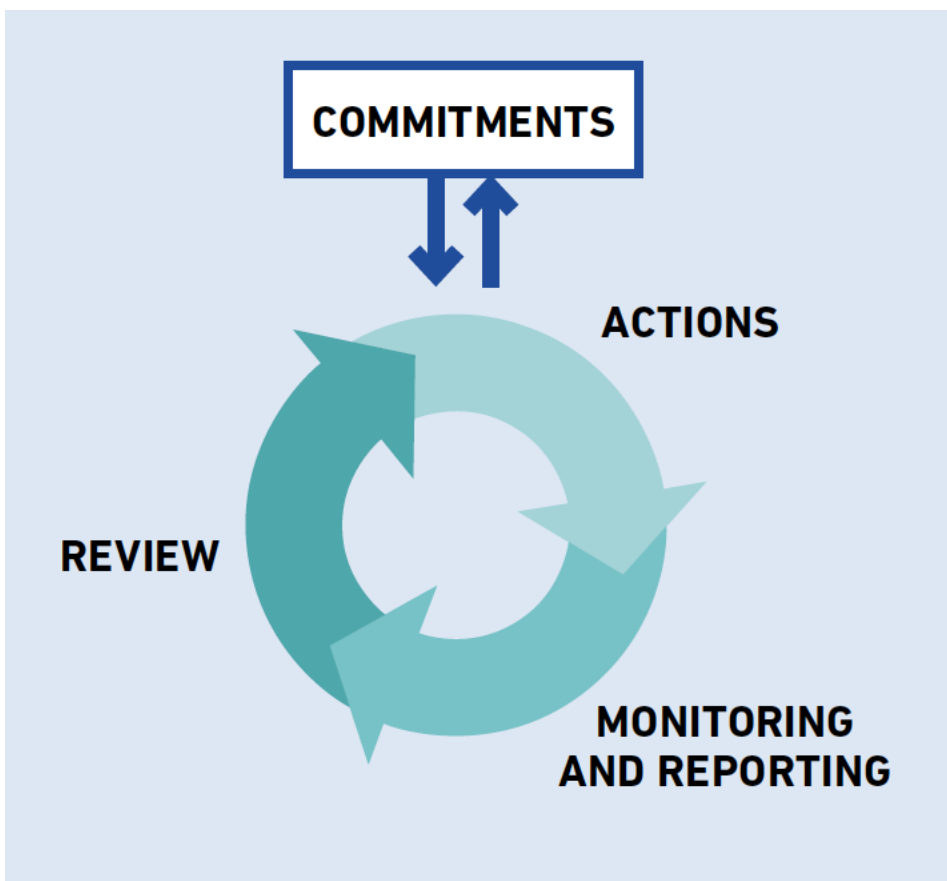 COMMITMENTS
ACTIONS
REVIEW
MONITORING
AND REPORTING